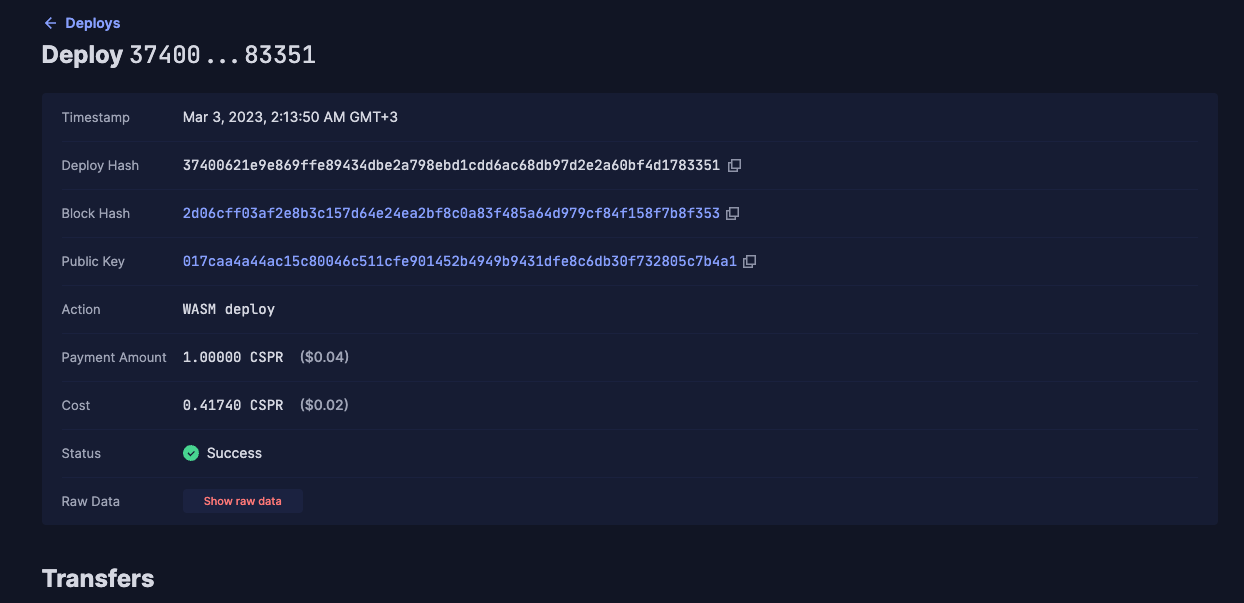 ← Deploys
Deploy 37400...83351
Timestamp Mar 3, 2023, 2:13:50 AM GMT+3
Deploy Hash 37400621e9e869ffe89434dbe2a798ebd1cdd6ac68db97d2e2a60bf4d1783351
Block Hash 2d06cff03af2e8b3c157d64e24ea2bf8c0a83f485a64d979cf84f158f7b8f353
Public Key 017caa4a44ac15c80046c511cfe901452b4949b9431dfe8c6db30f732805c7b4a1
Action WASM deploy
Payment Amount 1.00000 CSPR ($0.04)
Cost 0.41740 CSPR ($0.02)
Status Success
Raw Data Show raw data
Transfers